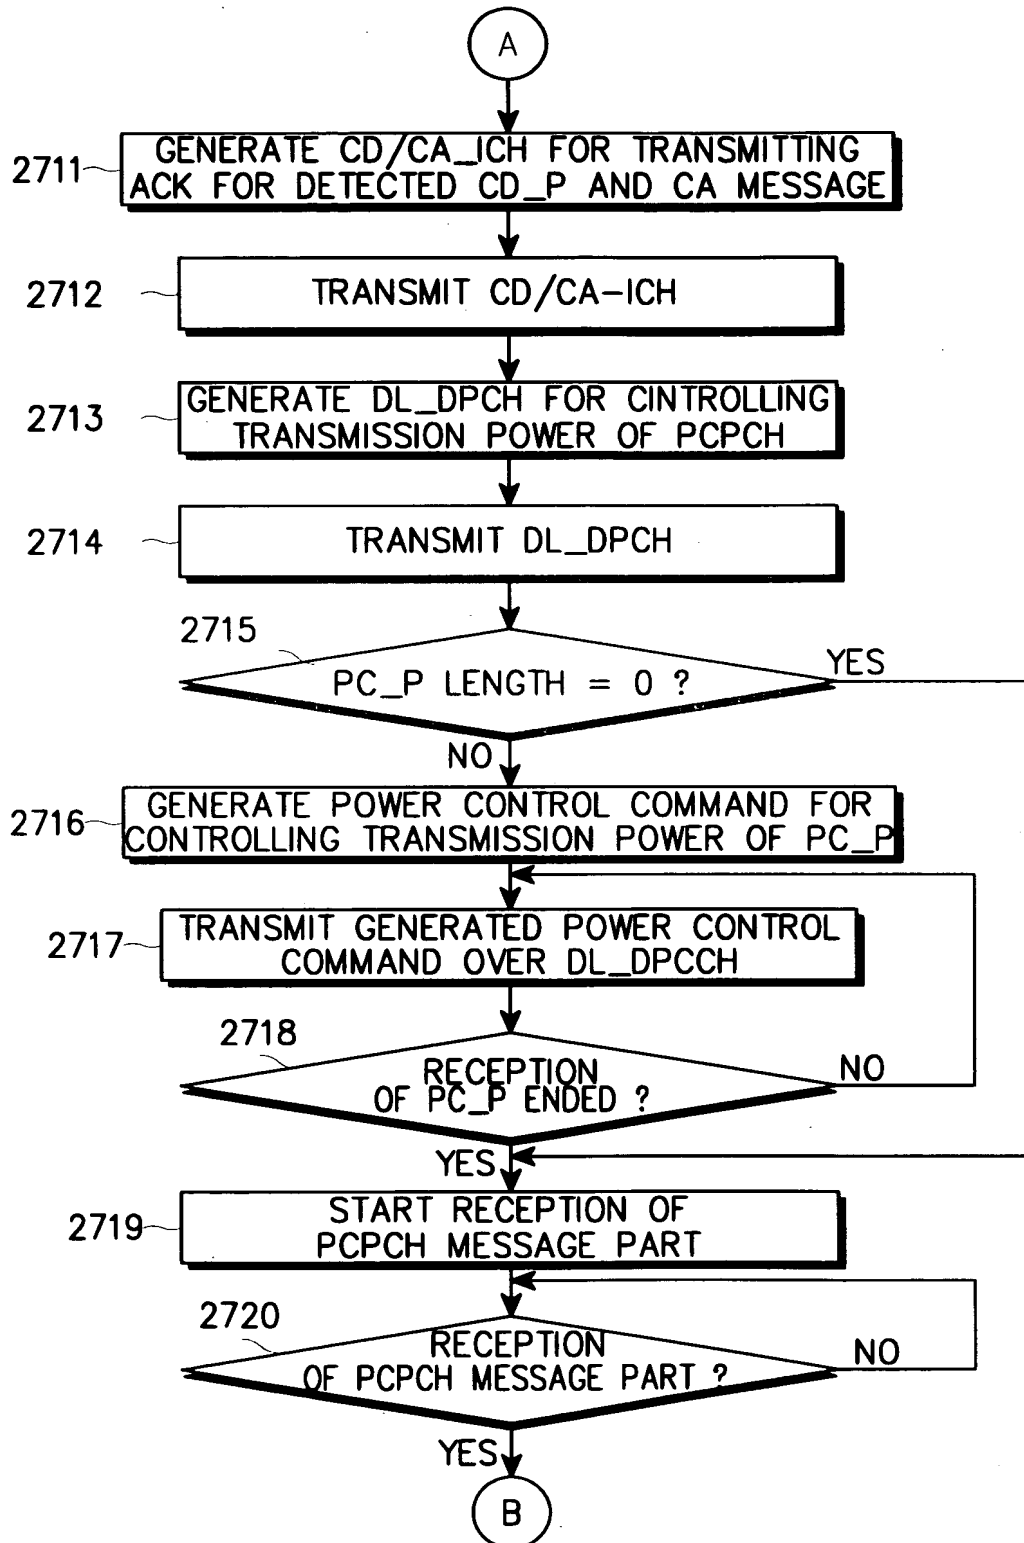 A
2711
GENERATE CD/CA_ICH FOR TRANSMITTING
ACK FOR DETECTED CD_P AND CA MESSAGE
2712
TRANSMIT CD/CA-ICH
2713
GENERATE DL_DPCH FOR CINTROLLING
TRANSMISSION POWER OF PCPCH
2714
TRANSMIT DL_DPCH
2715
PC_P LENGTH = 0 ?
YES
NO
2716
GENERATE POWER CONTROL COMMAND FOR
CONTROLLING TRANSMISSION POWER OF PC_P
2717
TRANSMIT GENERATED POWER CONTROL
COMMAND OVER DL_DPCCH
2718
RECEPTION
OF PC_P ENDED ?
NO
YES
2719
START RECEPTION OF
PCPCH MESSAGE PART
2720
RECEPTION
OF PCPCH MESSAGE PART ?
NO
YES
B